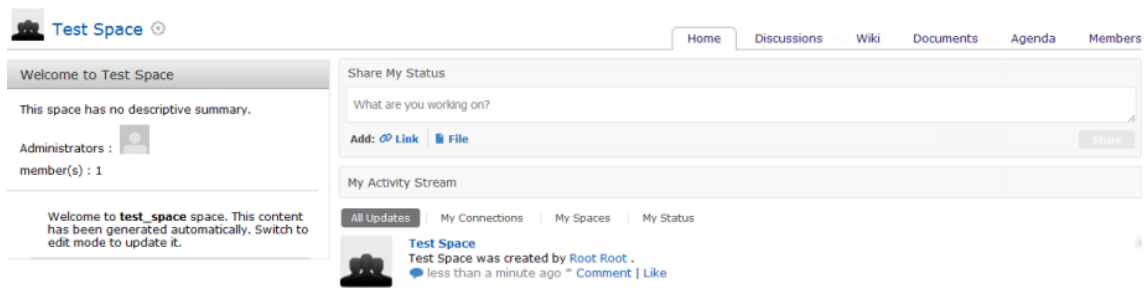 Test Space
Home Discussions Wiki Documents Agenda Members
Welcome to Test Space
This space has no descriptive summary.
Administrators :
member(s) : 1
Welcome to test_space space. This content
has been generated automatically. Switch to
edit mode to update it.
Share My Status
What are you working on?
Add: Link File
Share
My Activity Stream
All Updates My Connections My Spaces My Status
Test Space
Test Space was created by Root Root .
less than a minute ago " Comment | Like